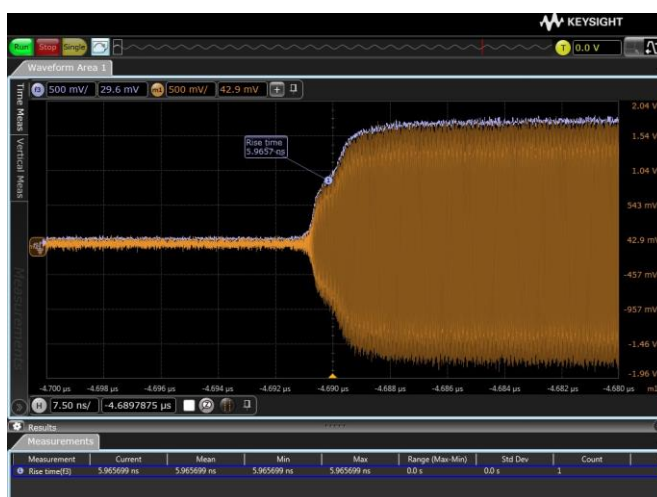 KEYSIGHT
Run Stop Single T 0.0 V
Waveform Area 1
f3 500 mV/ 29.6 mV m1 500 mV/ 42.9 mV +
Time Meas
Vertical Meas
Measurements
Rise time
5.9657 ns
2.04 V
1.54 V
1.04 V
543 mV
42.9 mV
-457 mV
-957 mV
-1.46 V
-1.96 V
-4.700 µs -4.698 µs -4.696 µs -4.694 µs -4.692 µs -4.690 µs -4.688 µs -4.686 µs -4.684 µs -4.682 µs -4.680 µs m1
H 7.50 ns/ -4.6897875 µs
Results
Measurements
Measurement Current Mean Min Max Range (Max-Min) Std Dev Count
Rise time(f3) 5.965699 ns 5.965699 ns 5.965699 ns 5.965699 ns 0.0 s 0.0 s 1